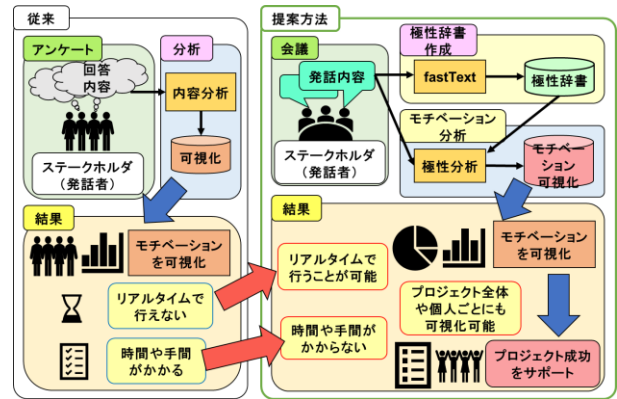 従来
アンケート
回答
内容
ステークホルダ
(発話者)
分析
内容分析
可視化
結果
モチベーション
を可視化
リアルタイムで
行えない
時間や手間
がかかる
提案方法
会議
発話内容
ステークホルダ
(発話者)
極性辞書
作成
fastText
極性辞書
モチベーション
分析
極性分析
モチベー
ション
可視化
結果
リアルタイムで
行うことが可能
時間や手間が
かからない
モチベーション
を可視化
プロジェクト全体
や個人ごとにも
可視化可能
プロジェクト成功
をサポート